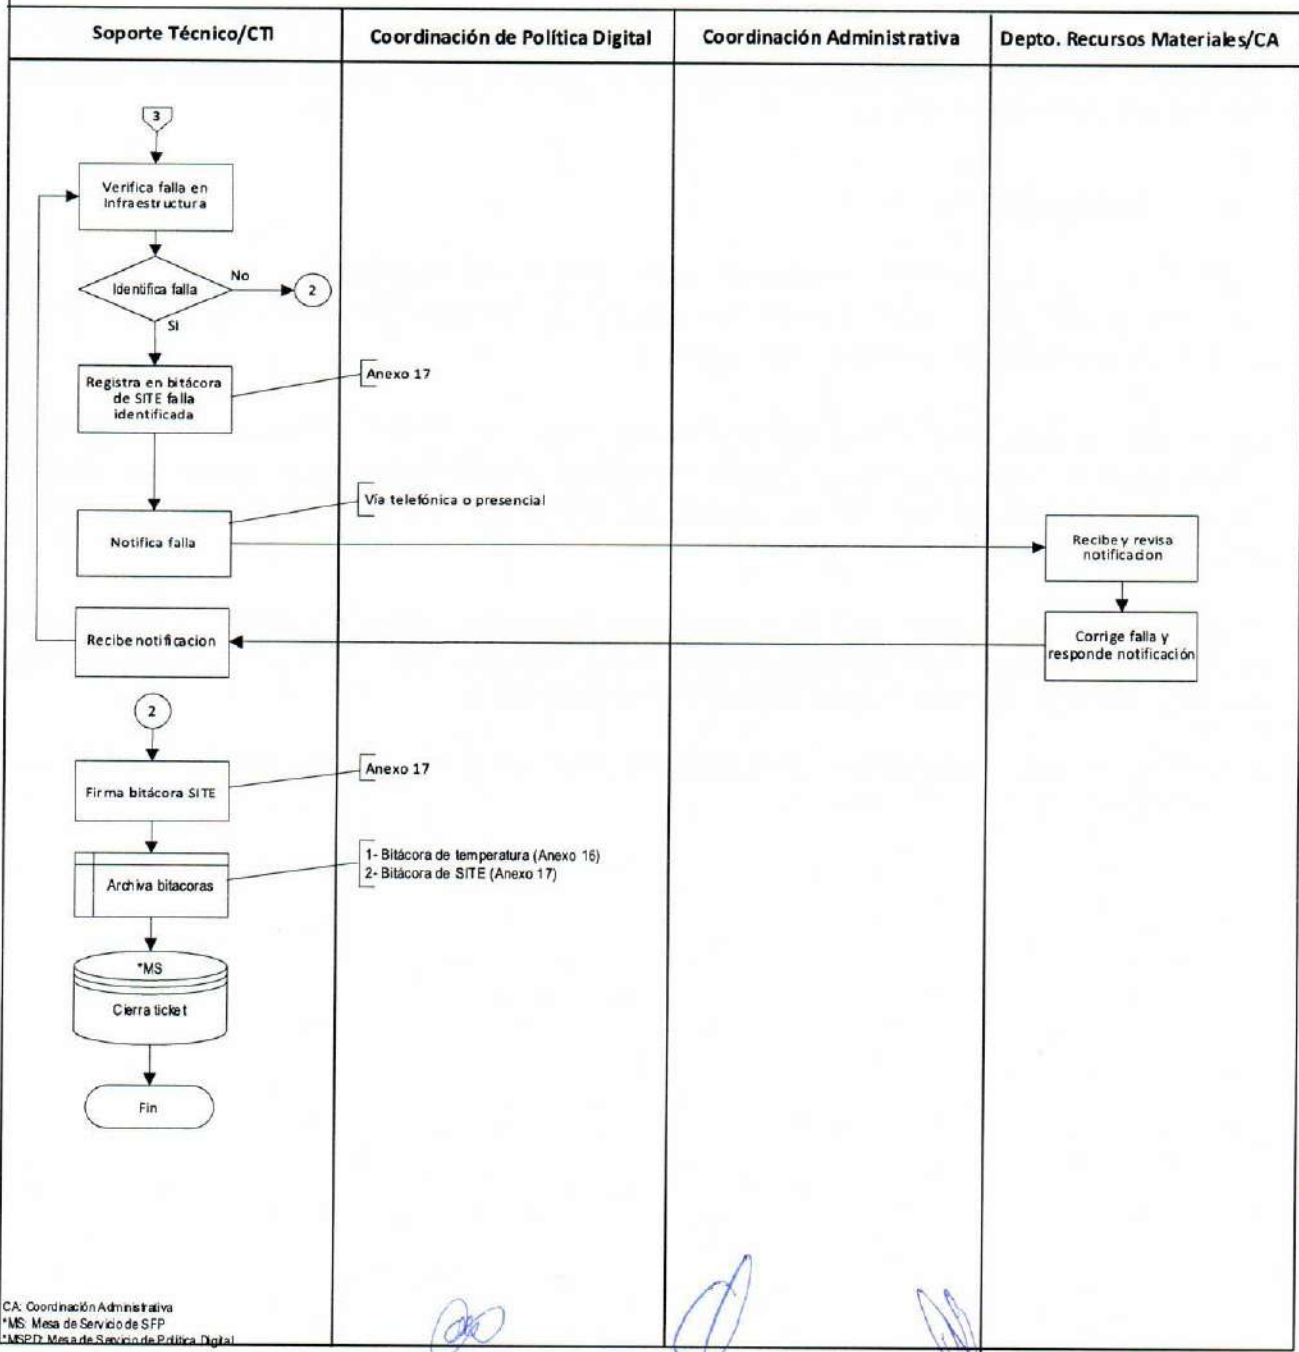 Soporte Técnico/CTI
Coordinación de Política Digital
Coordinación Administrativa
Depto. Recursos Materiales/CA
3
Verifica falla en
Infraestructura
Identifica falla
No
2
Si
Registra en bitácora
de SITE falla
identificada
Anexo 17
Vía telefónica o presencial
Notifica falla
Recibe y revisa
notificacion
Recibe notificacion
Corrige falla y
responde notificación
2
Firma bitácora SITE
Anexo 17
Archiva bitacoras
1- Bitácora de temperatura (Anexo 16)
2- Bitácora de SITE (Anexo 17)
*MS
Cierra ticket
Fin
CA: Coordinación Administrativa
*MS: Mesa de Servicio de SFP
*MSPD: Mesa de Servicio de Política Digital